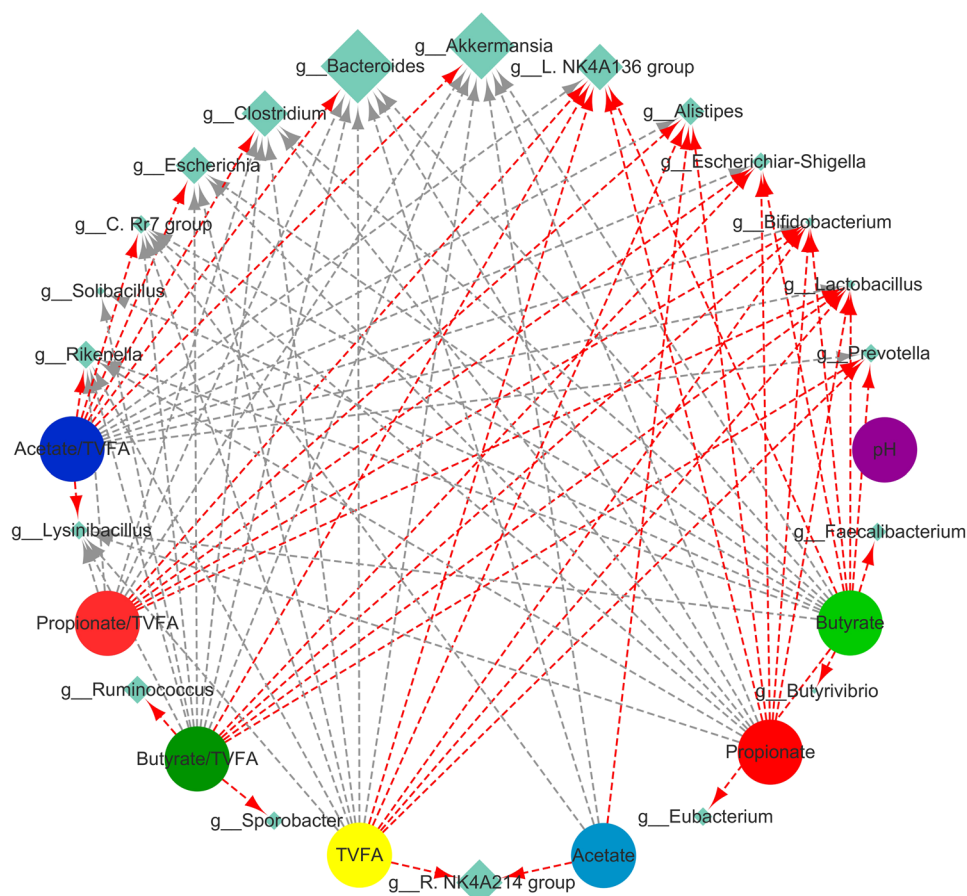 g__Akkermansia
g__Bacteroides
g__L. NK4A136 group
g__Clostridium
g__Alistipes
g__Escherichia
g__Escherichiar-Shigella
g__C. Rr7 group
g__Bifidobacterium
g__Solibacillus
g__Lactobacillus
g__Rikenella
g__Prevotella
Acetate/TVFA
pH
g__Lysinibacillus
g__Faecalibacterium
Propionate/TVFA
Butyrate
g__Ruminococcus
g__Butyrivibrio
Butyrate/TVFA
Propionate
g__Sporobacter
g__Eubacterium
TVFA
Acetate
g__R. NK4A214 group